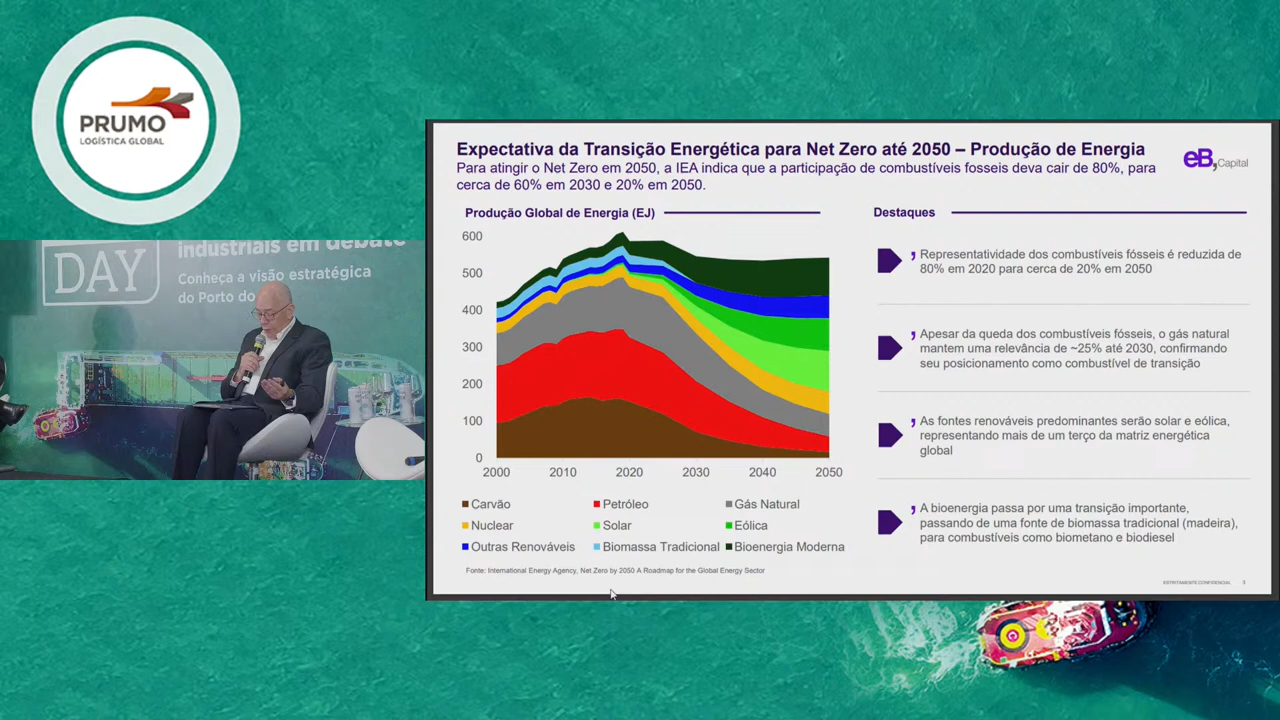 PRUMO
LOGÍSTICA GLOBAL
industriais em debate
DAY
Conheça a visão estratégica
do Porto do
Expectativa da Transição Energética para Net Zero até 2050 – Produção de Energia
Para atingir o Net Zero em 2050, a IEA indica que a participação de combustíveis fosseis deva cair de 80%, para
cerca de 60% em 2030 e 20% em 2050.
eB, Capital
Produção Global de Energia (EJ)
600
500
400
300
200
100
0
2000 2010 2020 2030 2040 2050
Carvão Petróleo Gás Natural
Nuclear Solar Eólica
Outras Renováveis Biomassa Tradicional Bioenergia Moderna
Fonte: International Energy Agency, Net Zero by 2050 A Roadmap for the Global Energy Sector
Destaques
Representatividade dos combustíveis fósseis é reduzida de
80% em 2020 para cerca de 20% em 2050
Apesar da queda dos combustíveis fósseis, o gás natural
mantem uma relevância de ~25% até 2030, confirmando
seu posicionamento como combustível de transição
As fontes renováveis predominantes serão solar e eólica,
representando mais de um terço da matriz energética
global
A bioenergia passa por uma transição importante,
passando de uma fonte de biomassa tradicional (madeira),
para combustíveis como biometano e biodiesel
ESTRITAMENTE CONFIDENCIAL 3